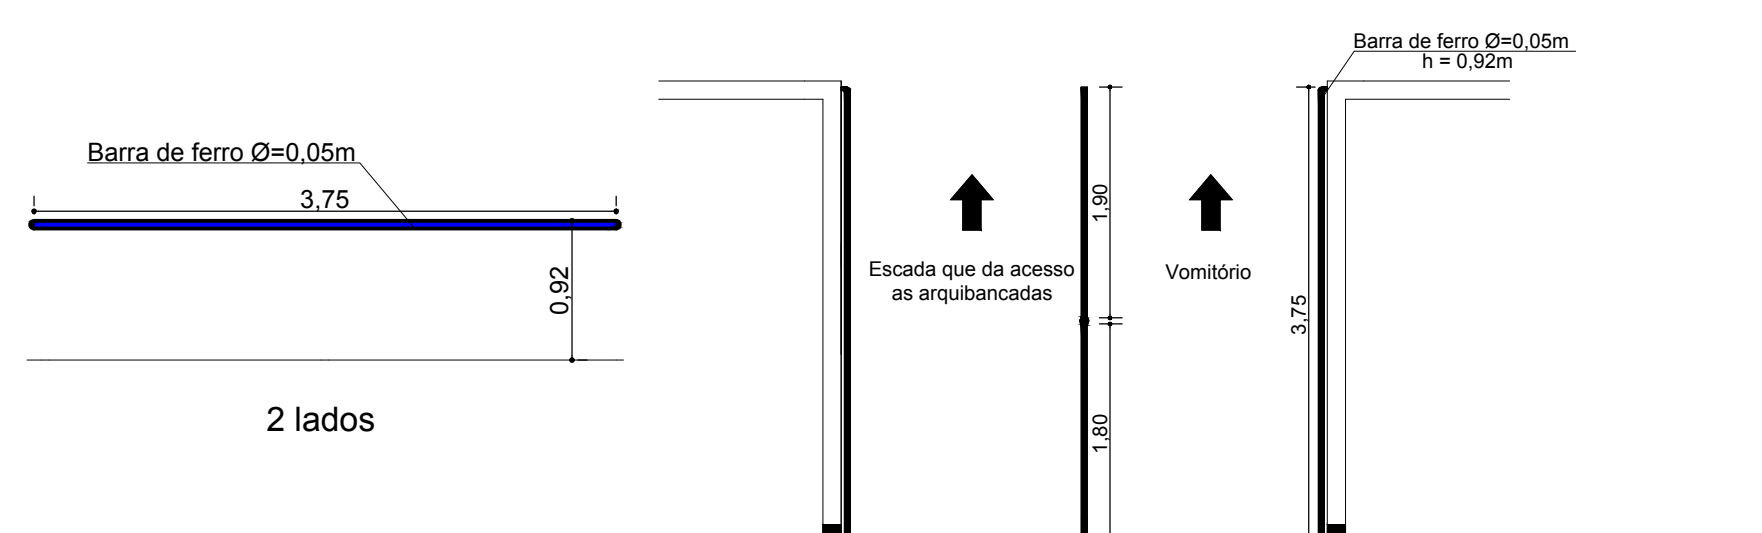 Barra de ferro Ø=0,05m
3,75
0,92
2 lados
Barra de ferro Ø=0,05m
h = 0,92m
1,90
Escada que da acesso
as arquibancadas
Vomitório
3,75
1,80